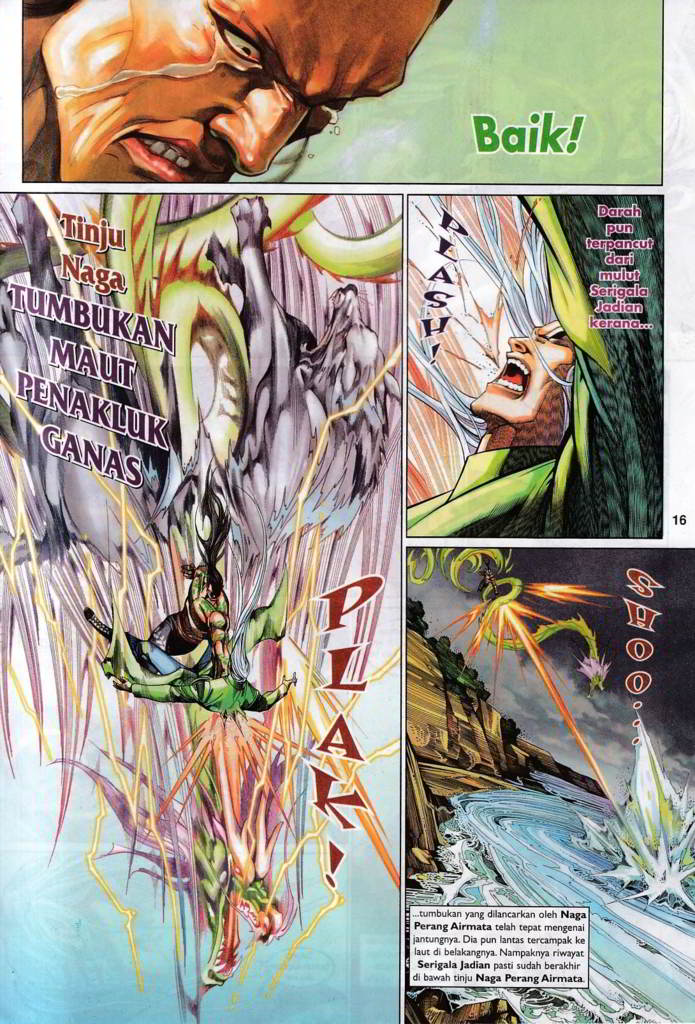 Baik!
Tinju
Naga
TUMBUKAN
MAUT
PENAKLUK
GANAS
PLAK!
PLASH!
Darah
pun
terpancut
dari
mulut
Serigala
Jadian
kerana...
16
SHOO...
...tumbukan yang dilancarkan oleh Naga
Perang Airmata telah tepat mengenai
jantungnya. Dia pun lantas tercampak ke
laut di belakangnya. Nampaknya riwayat
Serigala Jadian pasti sudah berakhir
di bawah tinju Naga Perang Airmata.